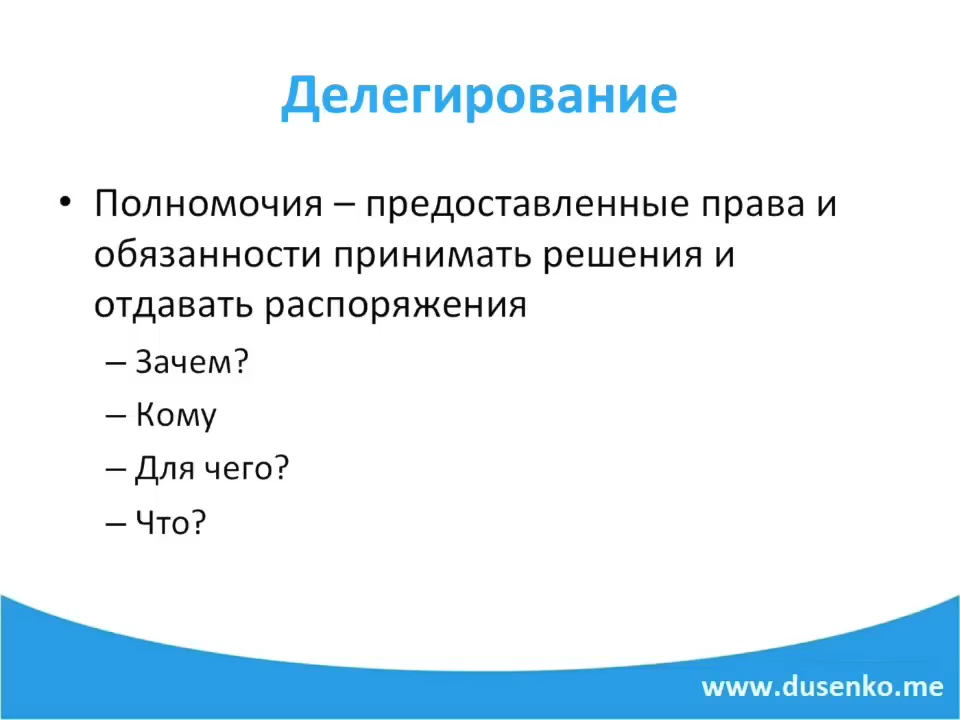 Делегирование
• Полномочия – предоставленные права и
обязанности принимать решения и
отдавать распоряжения
– Зачем?
– Кому
– Для чего?
– Что?
www.dusenko.me